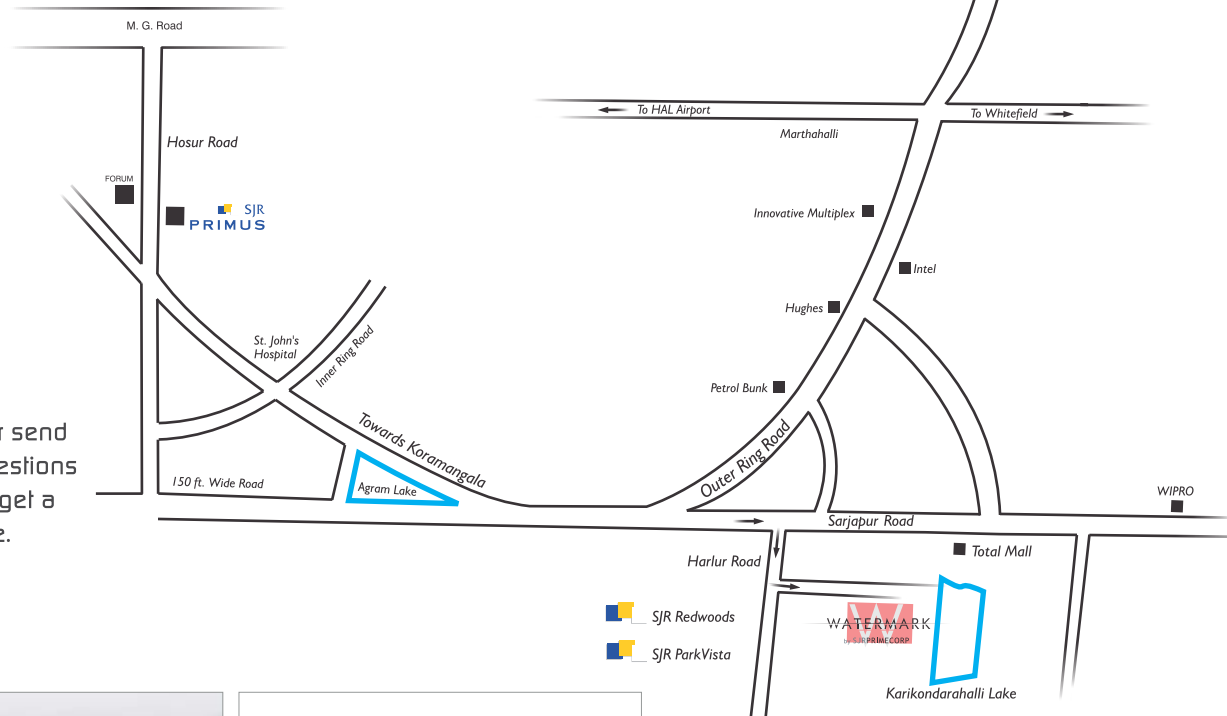 M. G. Road
Hosur Road
FORUM
SJR
PRIMUS
To HAL Airport
To Whitefield
Marthahalli
Innovative Multiplex
Intel
Hughes
Petrol Bunk
St. John's
Hospital
Inner Ring Road
Towards Koramangala
Outer Ring Road
150 ft. Wide Road
Agram Lake
Sarjapur Road
WIPRO
Harlur Road
Total Mall
SJR Redwoods
SJR ParkVista
WATERMARK
by SJRPRIMECORP
Karikondarahalli Lake
send
estions
get a